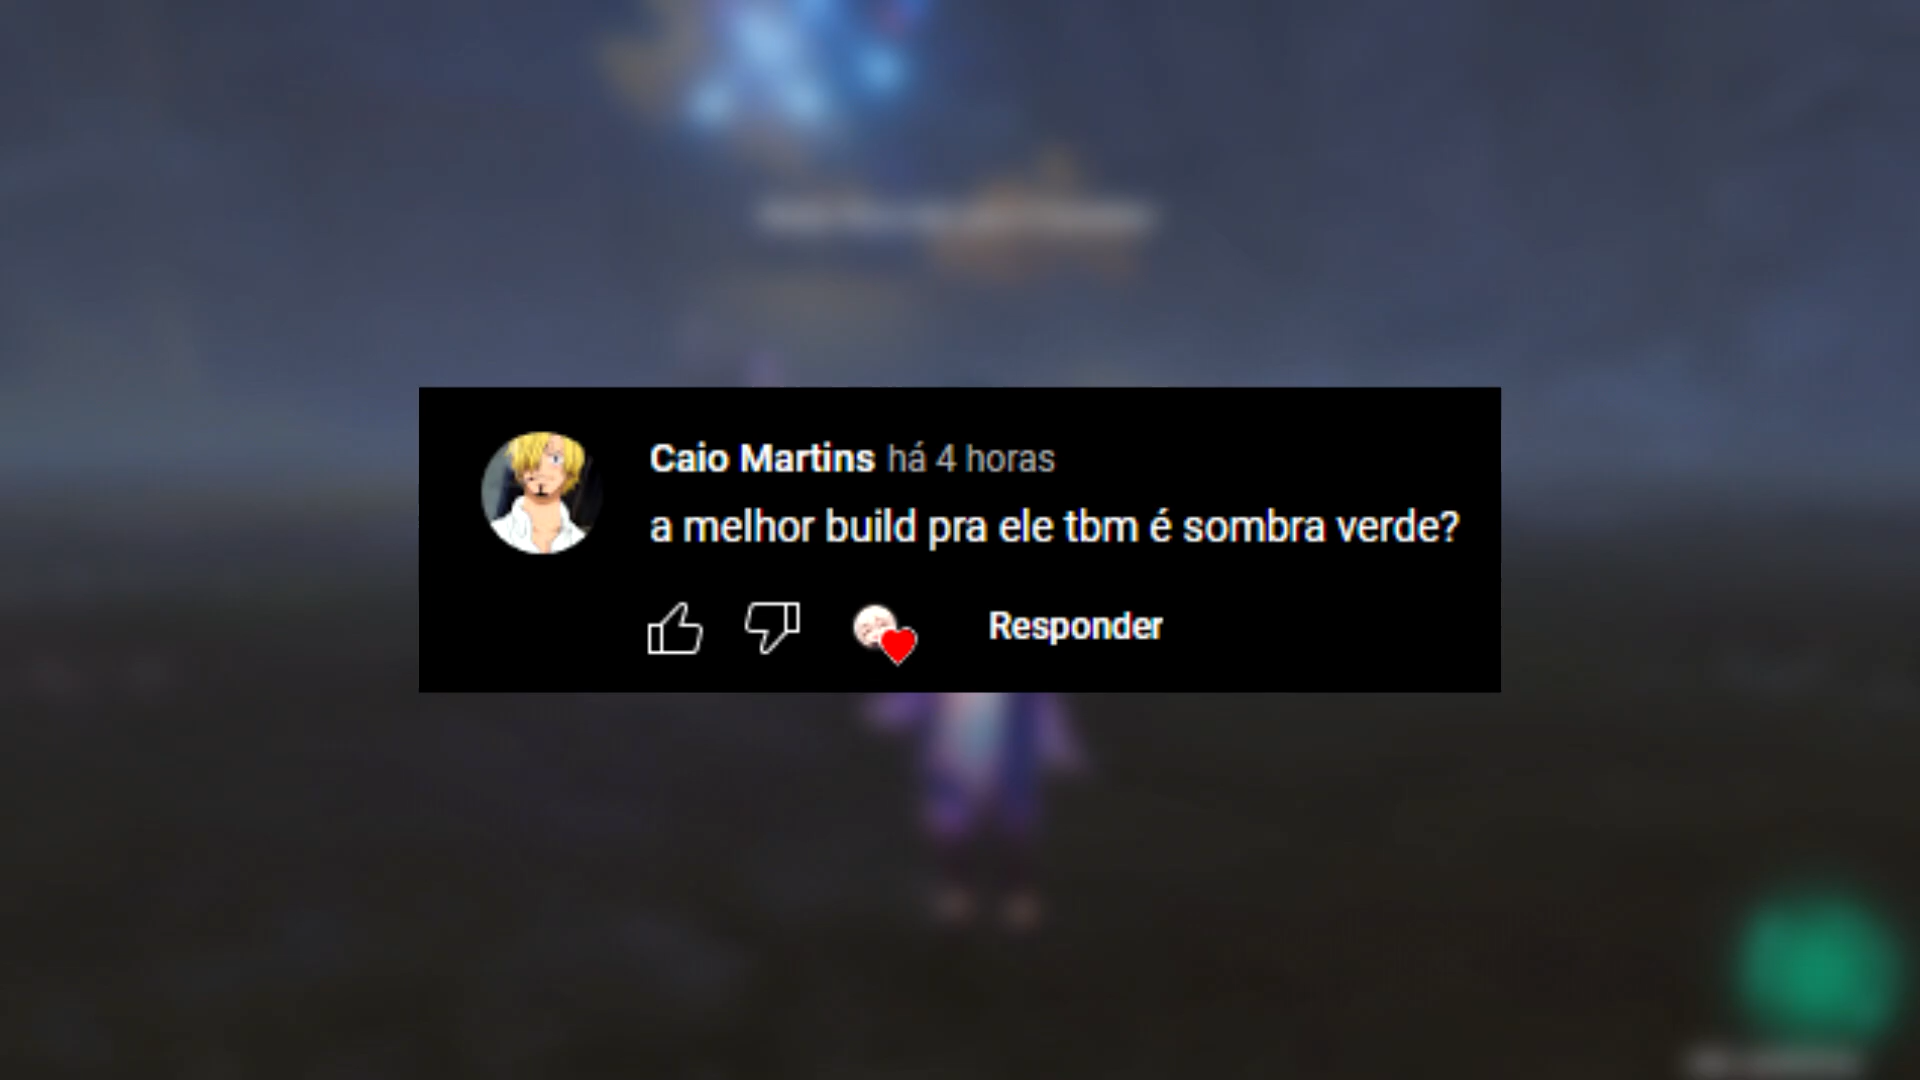 Caio Martins há 4 horas
a melhor build pra ele tbm é sombra verde?
Responder